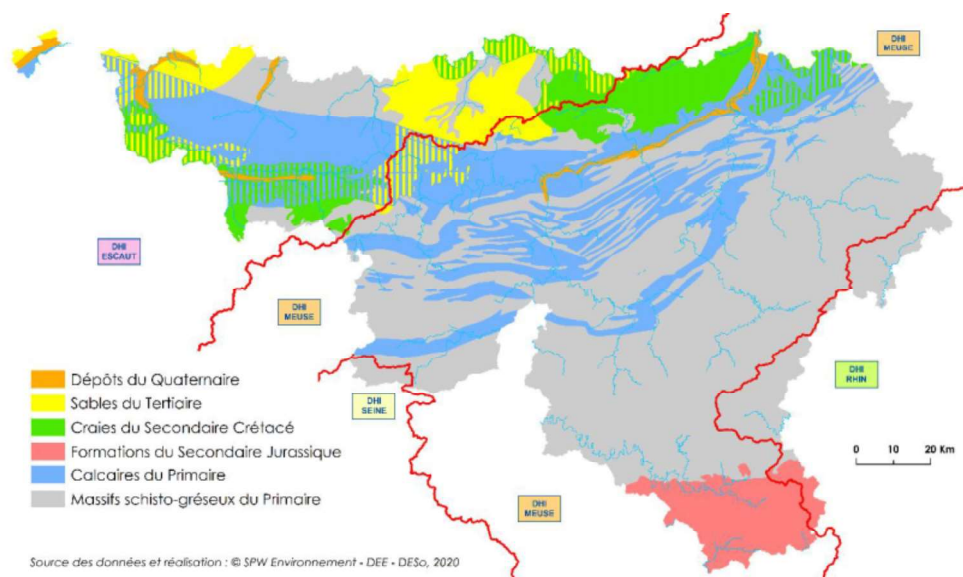 DHI
MEUSE
DHI
ESCAUT
DHI
MEUSE
DHI
RHIN
DHI
SEINE
DHI
MEUSE
Dépôts du Quaternaire
Sables du Tertiaire
Craies du Secondaire Crétacé
Formations du Secondaire Jurassique
Calcaires du Primaire
Massifs schisto-gréseux du Primaire
0 10 20 Km
Source des données et réalisation : © SPW Environnement - DEE - DESo, 2020